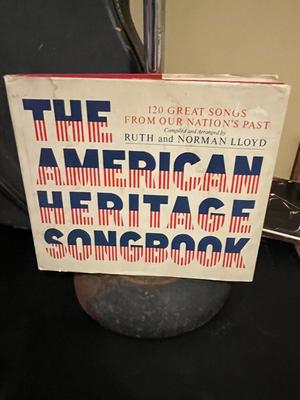 120 GREAT SONGS
FROM OUR NATION'S PAST
Compiled and Arranged by
RUTH and NORMAN LLOYD
THE
AMERICAN
HERITAGE
SONGBOOK